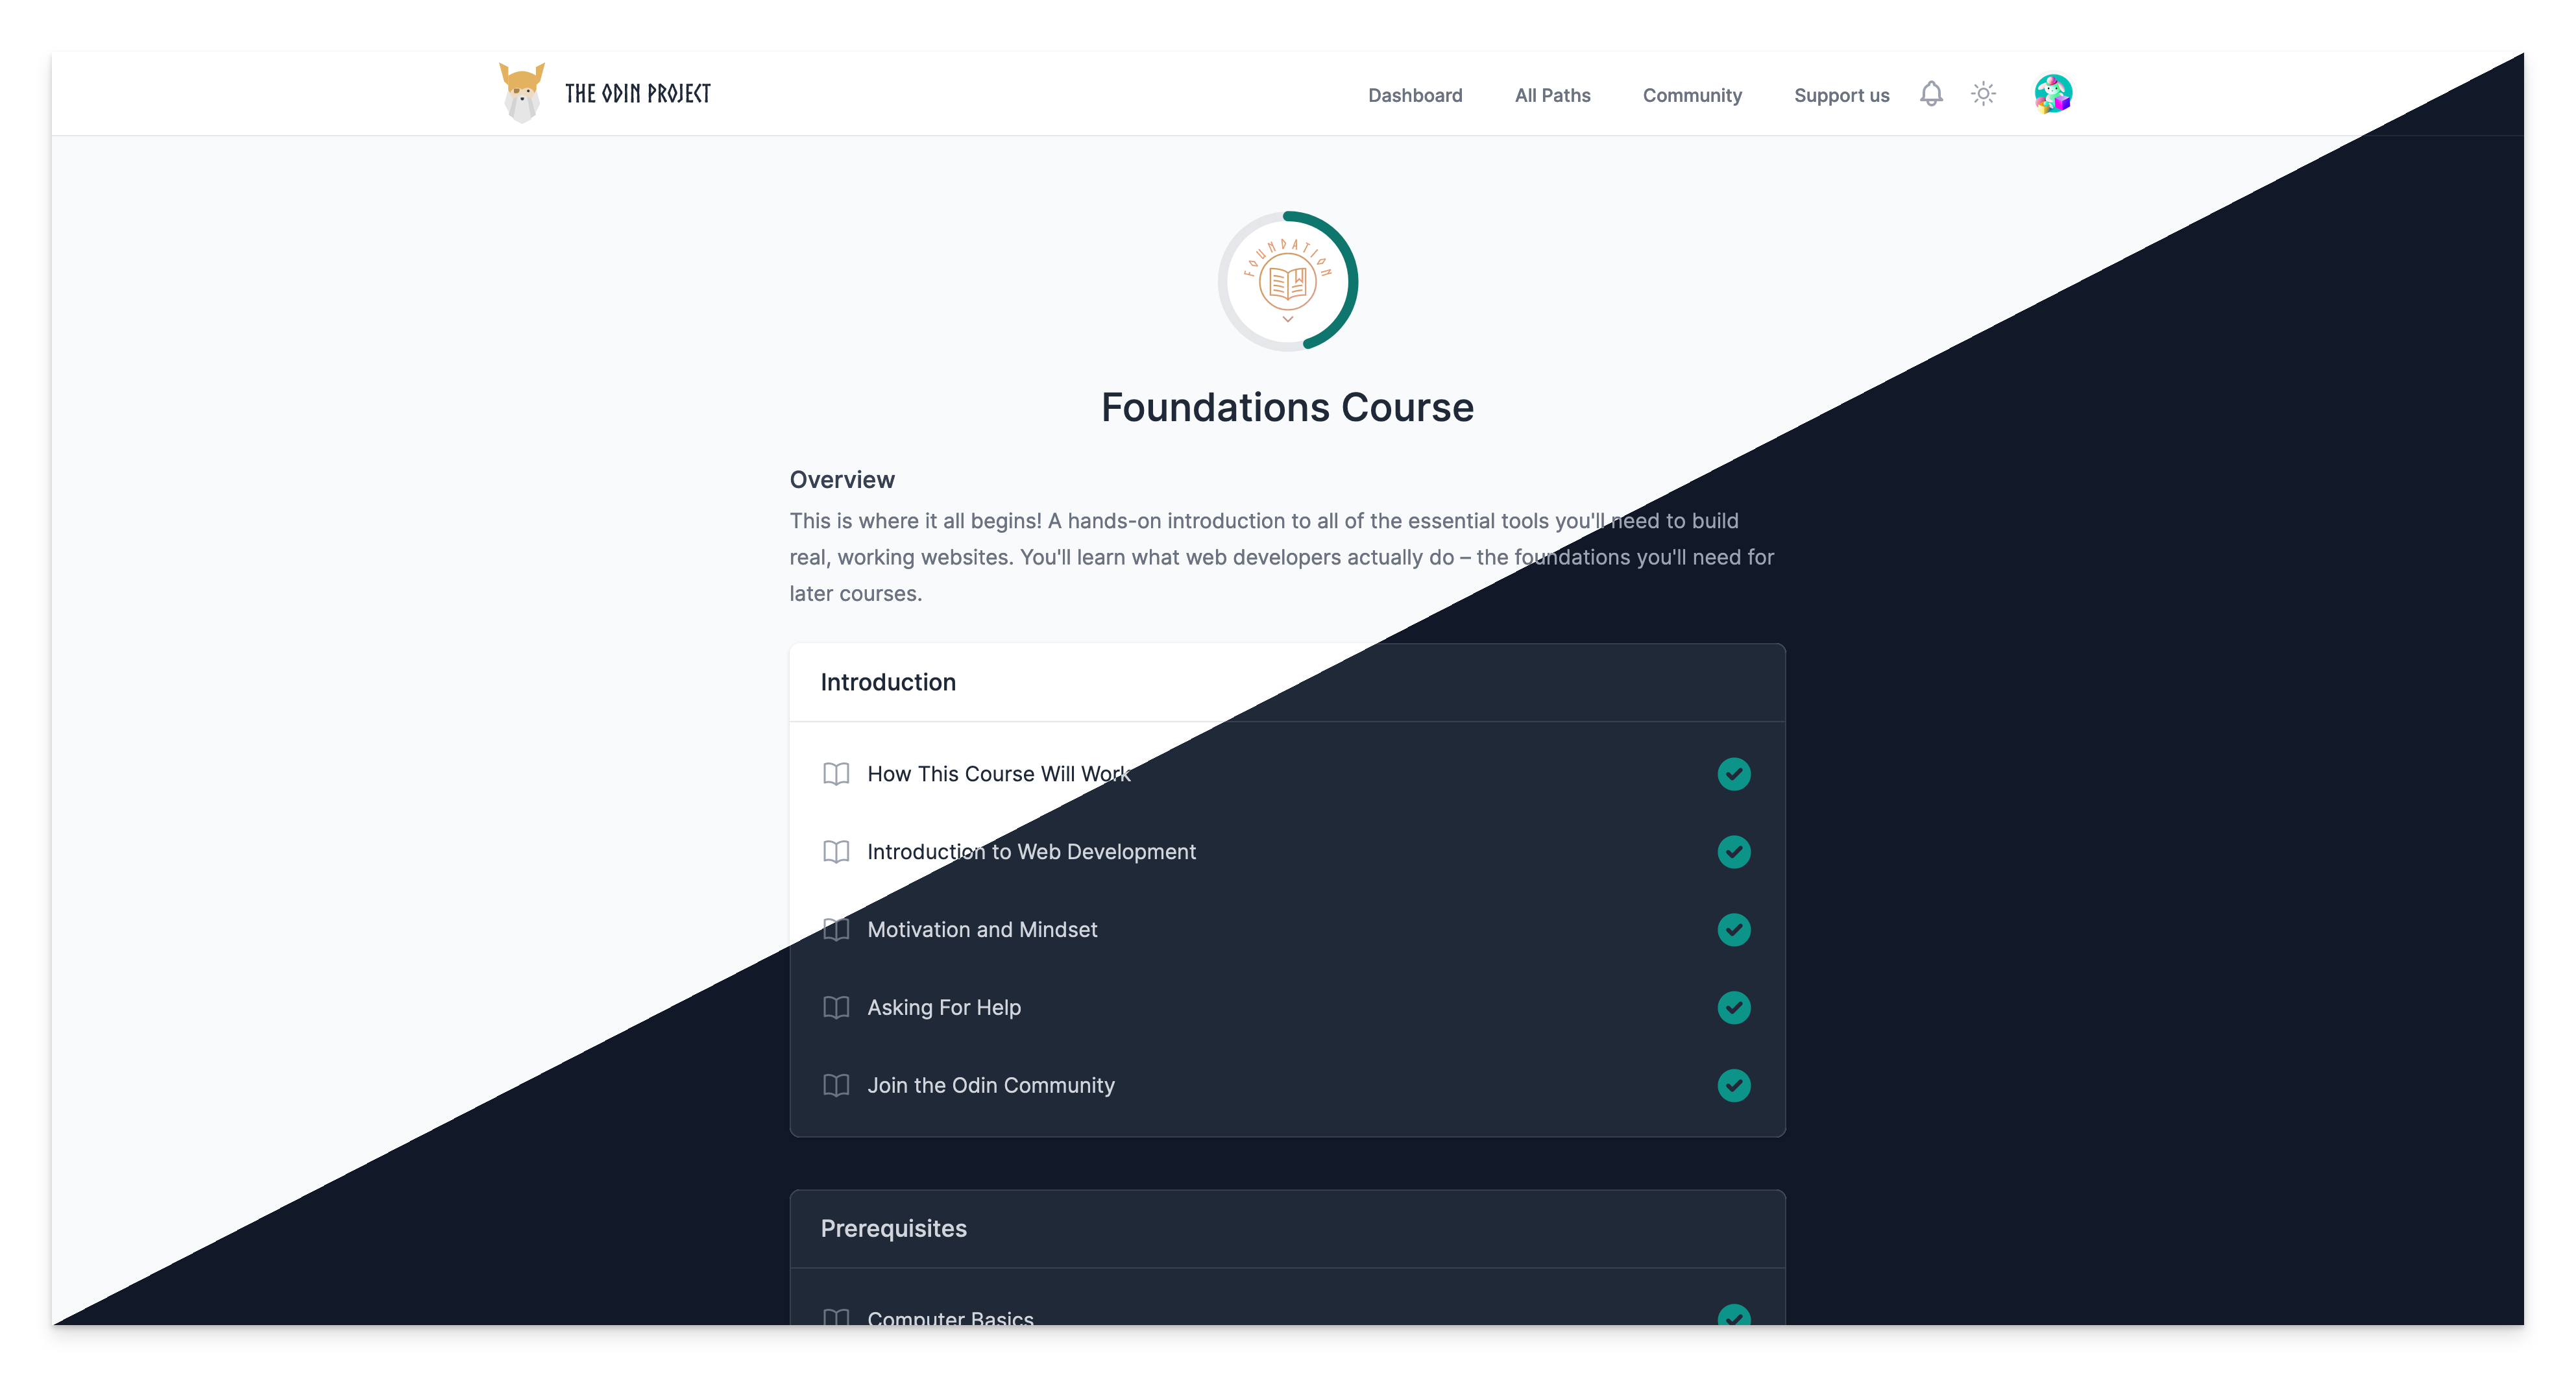 THE ODIN PROJECT
Dashboard
All Paths
Community
Support us
FOUNDATION
Foundations Course
Overview
This is where it all begins! A hands-on introduction to all of the essential tools you'll need to build
real, working websites. You'll learn what web developers actually do – the foundations you'll need for
later courses.
Introduction
How This Course Will Work
Introduction to Web Development
Motivation and Mindset
Asking For Help
Join the Odin Community
Prerequisites
Computer Basics